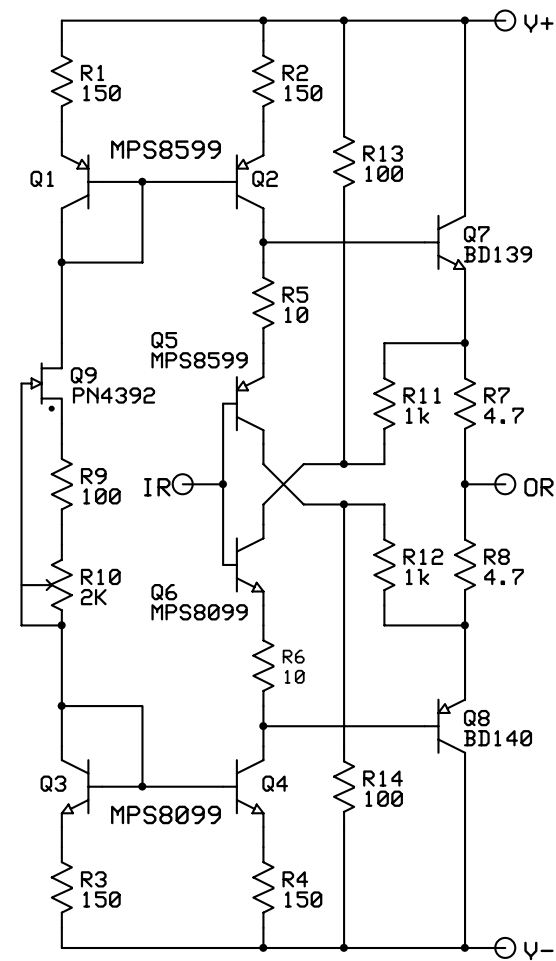 V+
R1
150
R2
150
MPS8599
R13
100
Q1
Q2
Q7
BD139
R5
10
Q5
MPS8599
Q9
PN4392
R11
1k
R7
4.7
R9
100
IR
OR
R10
2K
Q6
MPS8099
R12
1k
R8
4.7
R6
10
Q8
BD140
Q3
Q4
R14
100
MPS8099
R3
150
R4
150
V-